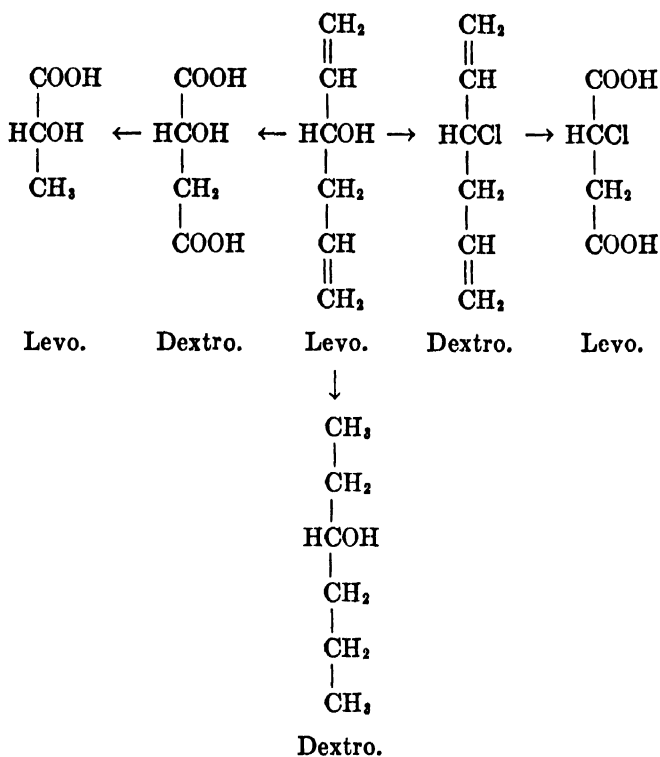 CH₂ CH₂
|| ||
COOH COOH CH CH COOH
| | | | |
HCOH ← HCOH ← HCOH → HCCl → HCCl
| | | | |
CH₃ CH₂ CH₂ CH₂ CH₂
| | | |
COOH CH CH COOH
|| ||
CH₂ CH₂
Levo. Dextro. Levo. Dextro. Levo.
↓
CH₃
|
CH₂
|
HCOH
|
CH₂
|
CH₂
|
CH₃
Dextro.